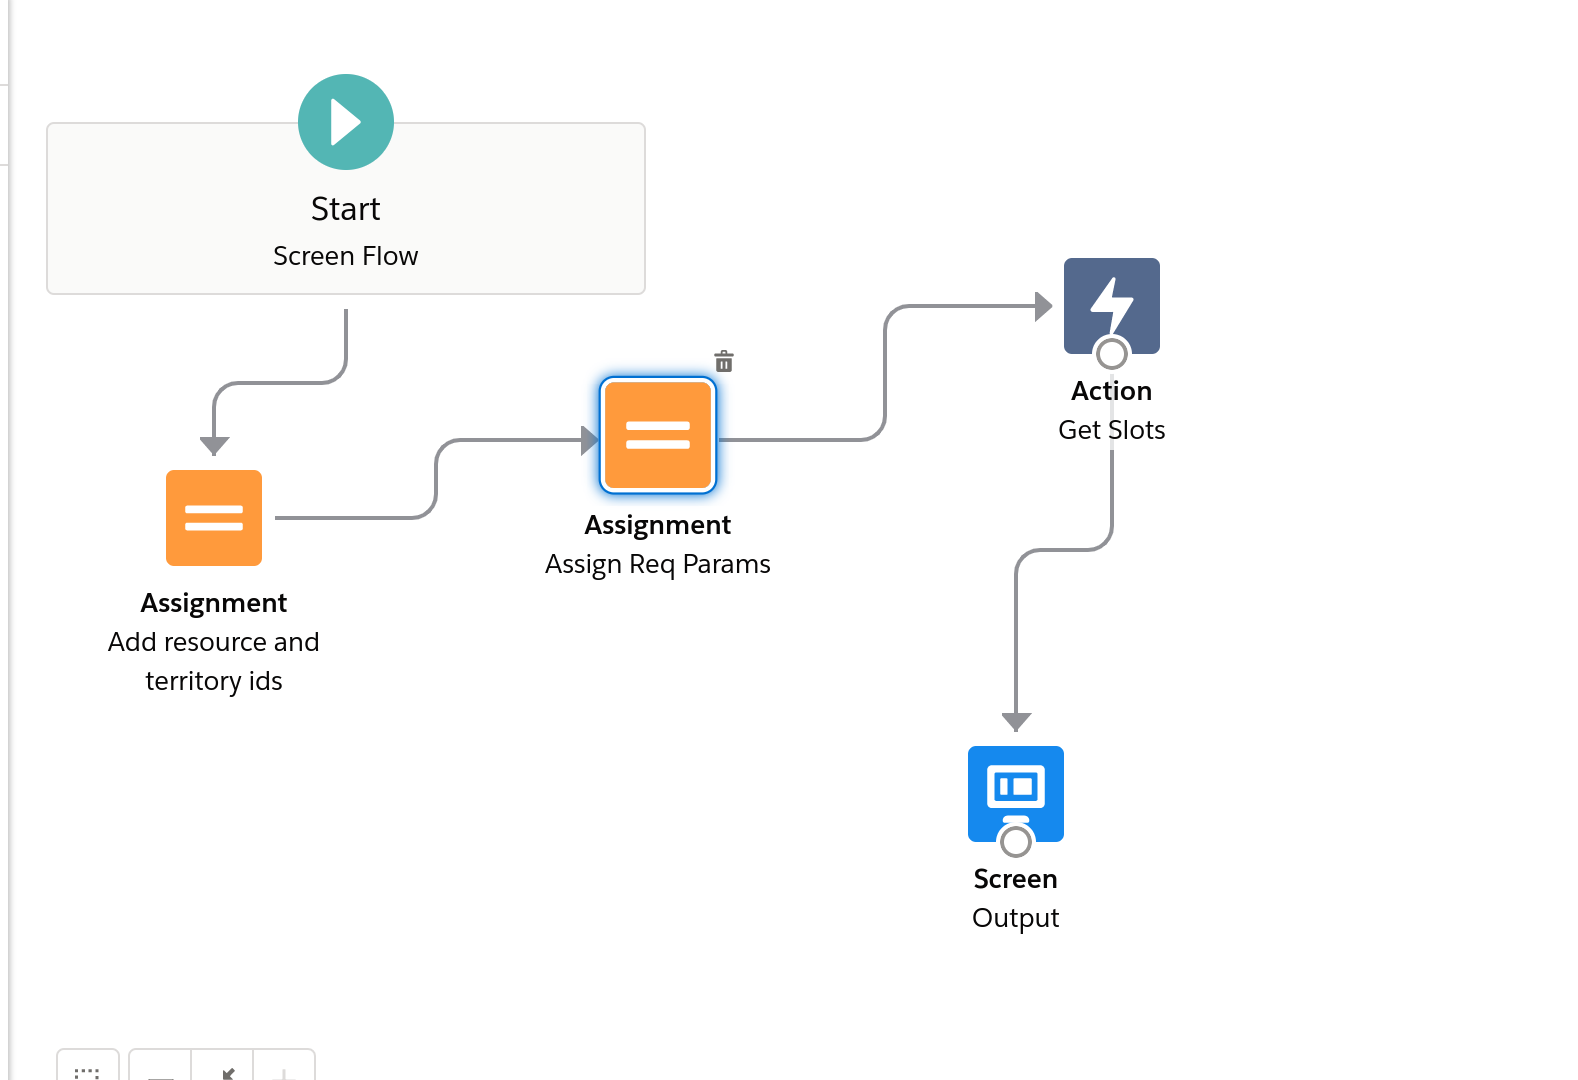 Start
Screen Flow
Action
Get Slots
Assignment
Assign Req Params
Assignment
Add resource and
territory ids
Screen
Output